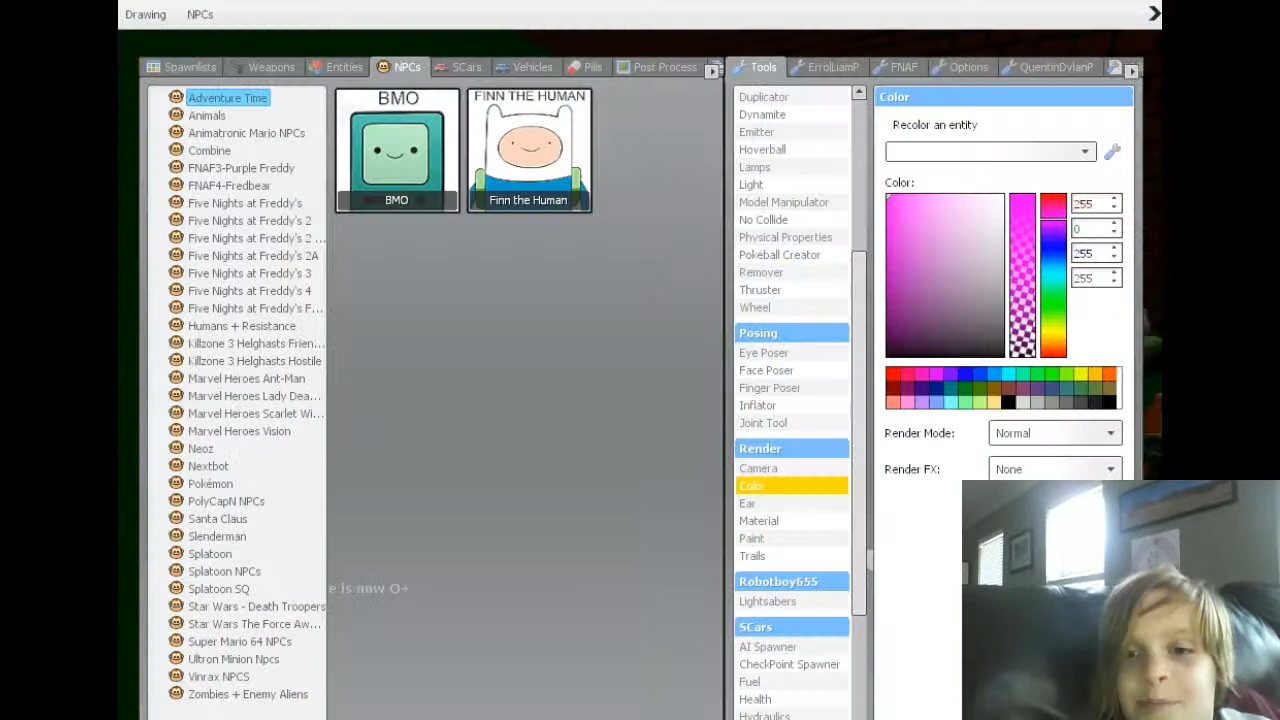 Drawing NPCs
Spawnlists Weapons Entities NPCs SCars Vehicles Pills Post Process
Tools ErrolLiamP FNAF Options QuentinDylanP
Adventure Time
Animals
Animatronic Mario NPCs
Combine
FNAF3-Purple Freddy
FNAF4-Fredbear
Five Nights at Freddy's
Five Nights at Freddy's 2
Five Nights at Freddy's 2 ...
Five Nights at Freddy's 2A
Five Nights at Freddy's 3
Five Nights at Freddy's 4
Five Nights at Freddy's F...
Humans + Resistance
Killzone 3 Helghasts Frien...
Killzone 3 Helghasts Hostile
Marvel Heroes Ant-Man
Marvel Heroes Lady Dea...
Marvel Heroes Scarlet Wi...
Marvel Heroes Vision
Neoz
Nextbot
Pokémon
PolyCapN NPCs
Santa Claus
Slenderman
Splatoon
Splatoon NPCs
Splatoon SQ
Star Wars - Death Troopers
Star Wars The Force Aw...
Super Mario 64 NPCs
Ultron Minion Npcs
Vinrax NPCS
Zombies + Enemy Aliens
BMO
BMO
FINN THE HUMAN
Finn the Human
e is now O+
Duplicator
Dynamite
Emitter
Hoverball
Lamps
Light
Model Manipulator
No Collide
Physical Properties
Pokéball Creator
Remover
Thruster
Wheel
Posing
Eye Poser
Face Poser
Finger Poser
Inflator
Joint Tool
Render
Camera
Color
Ear
Material
Paint
Trails
Robotboy655
Lightsabers
SCars
AI Spawner
CheckPoint Spawner
Fuel
Health
Hydraulics
Color
Recolor an entity
Color:
255
0
255
255
Render Mode: Normal
Render FX: None